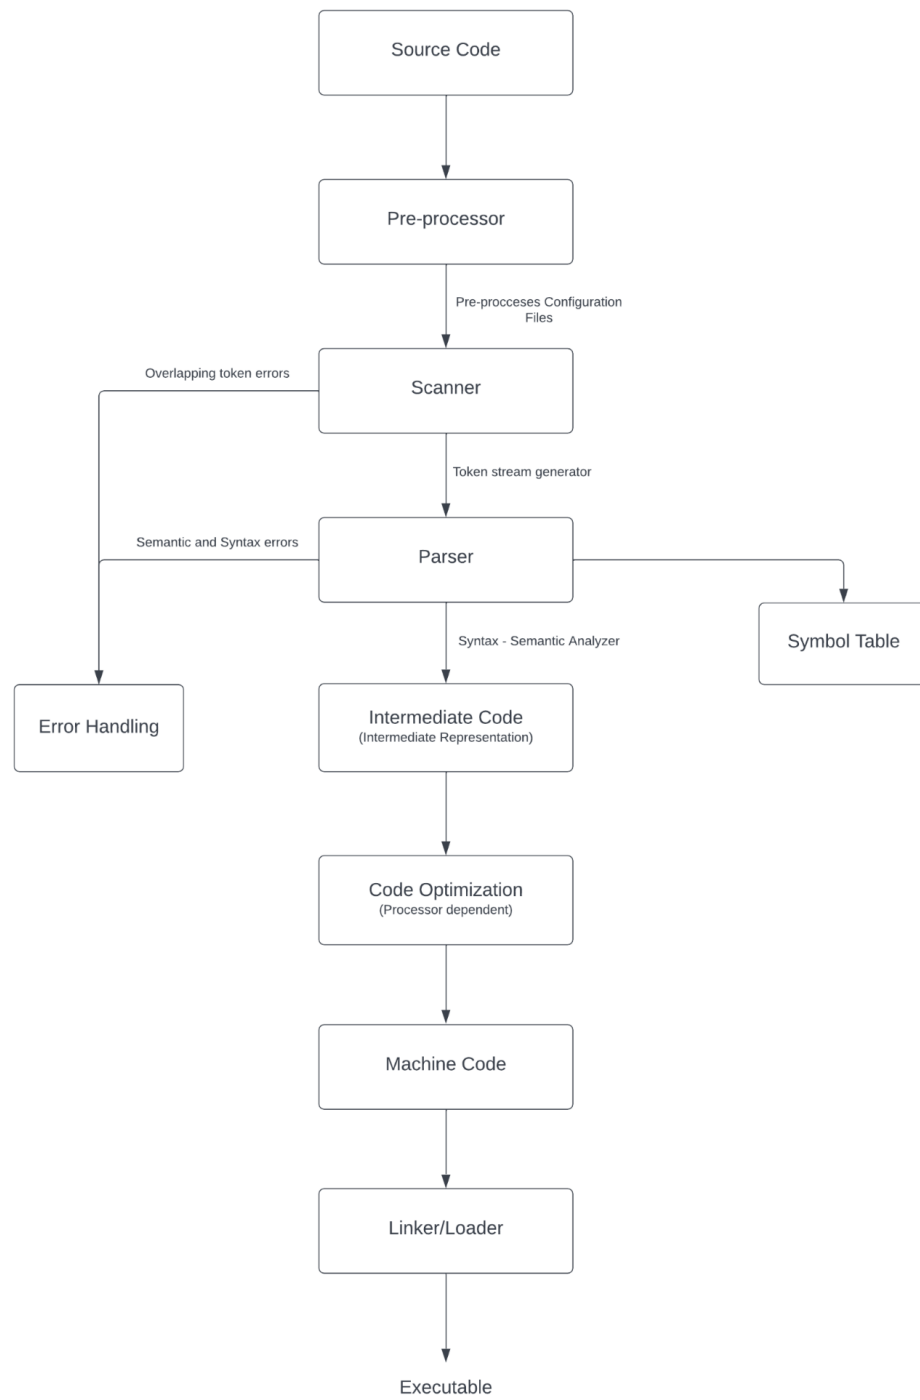 Source Code
Pre-processor
Pre-procceses Configuration
Files
Overlapping token errors
Scanner
Token stream generator
Semantic and Syntax errors
Parser
Syntax - Semantic Analyzer
Symbol Table
Error Handling
Intermediate Code
(Intermediate Representation)
Code Optimization
(Processor dependent)
Machine Code
Linker/Loader
Executable